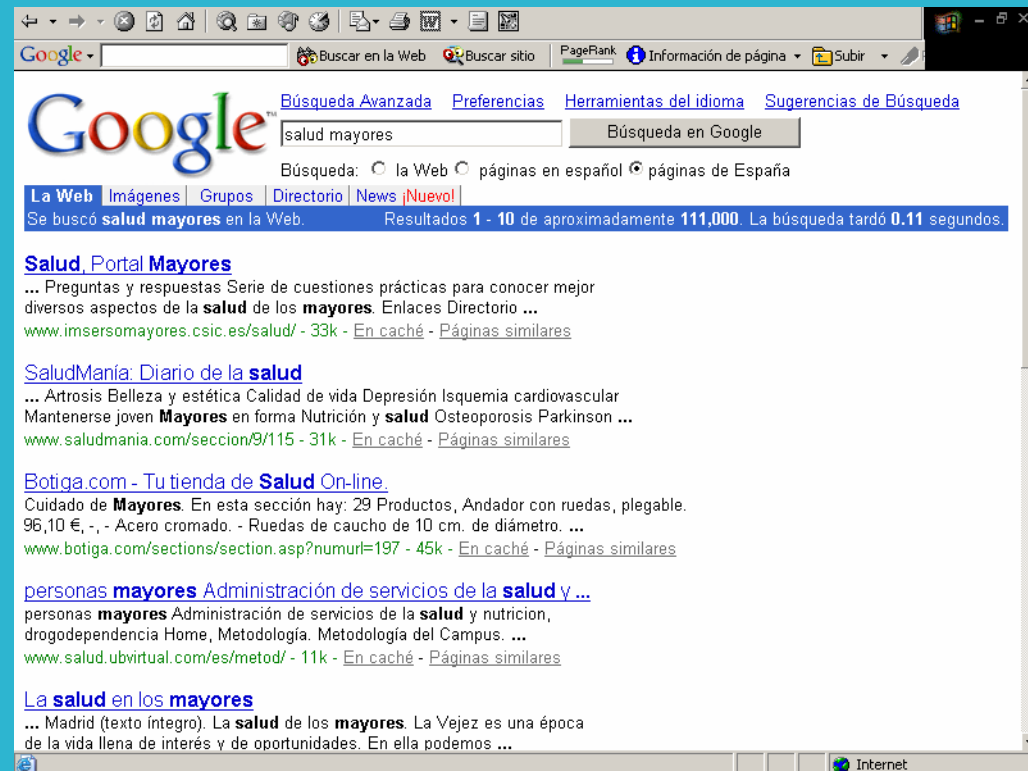 Google Buscar en la Web Buscar sitio PageRank Información de página Subir
Google™
Búsqueda Avanzada Preferencias Herramientas del idioma Sugerencias de Búsqueda
salud mayores Búsqueda en Google
Búsqueda: la Web páginas en español páginas de España
La Web Imágenes Grupos Directorio News ¡Nuevo!
Se buscó salud mayores en la Web. Resultados 1 - 10 de aproximadamente 111,000. La búsqueda tardó 0.11 segundos.
Salud, Portal Mayores
... Preguntas y respuestas Serie de cuestiones prácticas para conocer mejor
diversos aspectos de la salud de los mayores. Enlaces Directorio ...
www.imsersomayores.csic.es/salud/ - 33k - En caché - Páginas similares
SaludManía: Diario de la salud
... Artrosis Belleza y estética Calidad de vida Depresión Isquemia cardiovascular
Mantenerse joven Mayores en forma Nutrición y salud Osteoporosis Parkinson ...
www.saludmania.com/seccion/9/115 - 31k - En caché - Páginas similares
Botiga.com - Tu tienda de Salud On-line.
Cuidado de Mayores. En esta sección hay: 29 Productos, Andador con ruedas, plegable.
96,10 €, -, - Acero cromado. - Ruedas de caucho de 10 cm. de diámetro. ...
www.botiga.com/sections/section.asp?numurl=197 - 45k - En caché - Páginas similares
personas mayores Administración de servicios de la salud y ...
personas mayores Administración de servicios de la salud y nutricion,
drogodependencia Home, Metodología. Metodología del Campus. ...
www.salud.ubvirtual.com/es/metod/ - 11k - En caché - Páginas similares
La salud en los mayores
... Madrid (texto íntegro). La salud de los mayores. La Vejez es una época
de la vida llena de interés y de oportunidades. En ella podemos ...
Internet